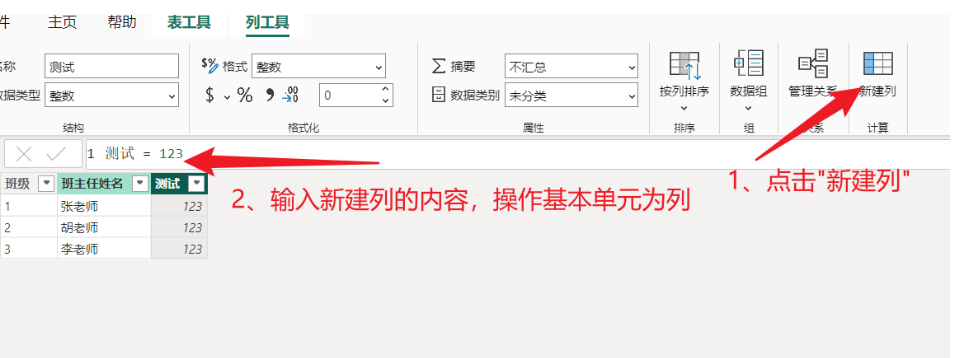 件 主页 帮助 表工具 列工具
名称 测试 $% 格式 整数 ∑ 摘要 不汇总
数据类型 整数 $ % 9 .00 →.0 0 数据类别 未分类
按列排序 数据组 管理关系 新建列
结构 格式化 属性 排序 组 关系 计算
1 测试 = 123
1、点击"新建列"
班级 班主任姓名 测试
1 张老师 123
2 胡老师 123
3 李老师 123
2、输入新建列的内容，操作基本单元为列